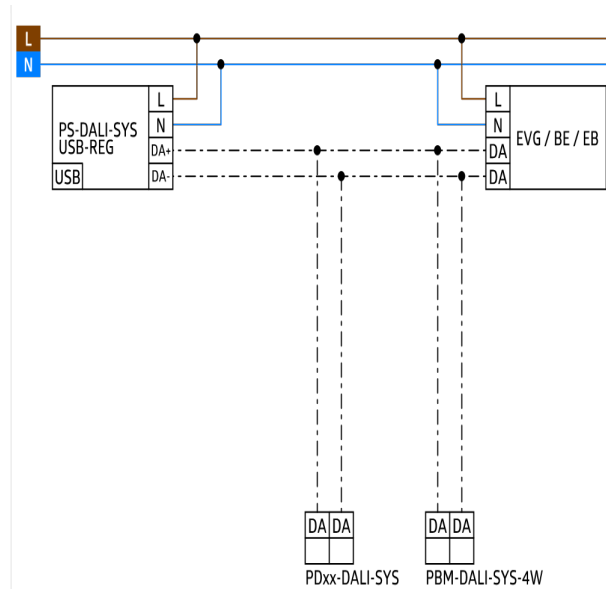 L
N
PS-DALI-SYS
USB-REG
USB
L
N
DA+
DA-
DA
DA
L
N
EVG / BE / EB
DA DA
PDxx-DALI-SYS
DA DA
PBM-DALI-SYS-4W